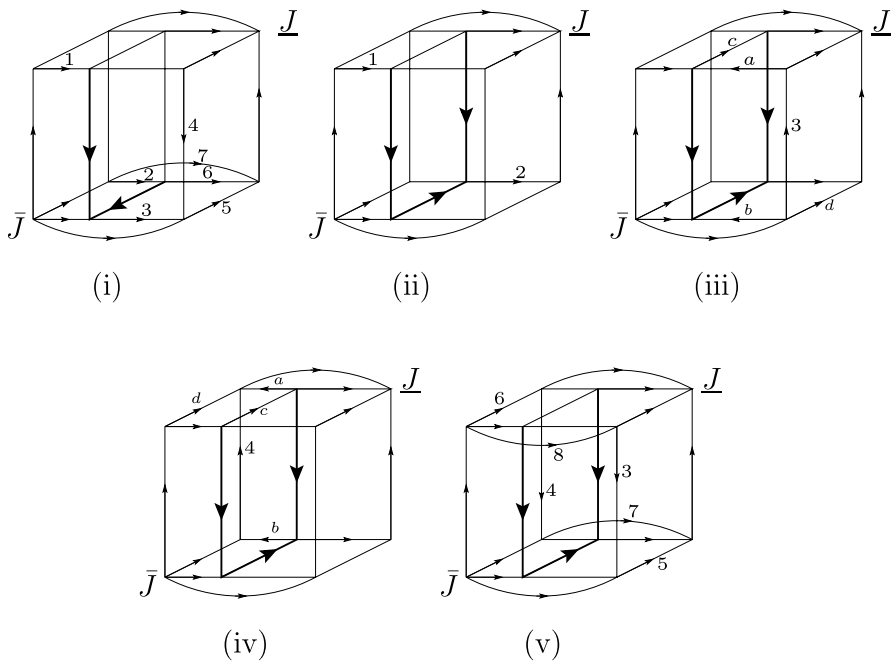 J J J
1 1 c
a
4 3
7
2 6 2
J̄ 3 5 J̄ J̄ b d
(i) (ii) (iii)
a J J
d c 6
8
4 4 3
b 7
J̄ J̄ 5
(iv) (v)